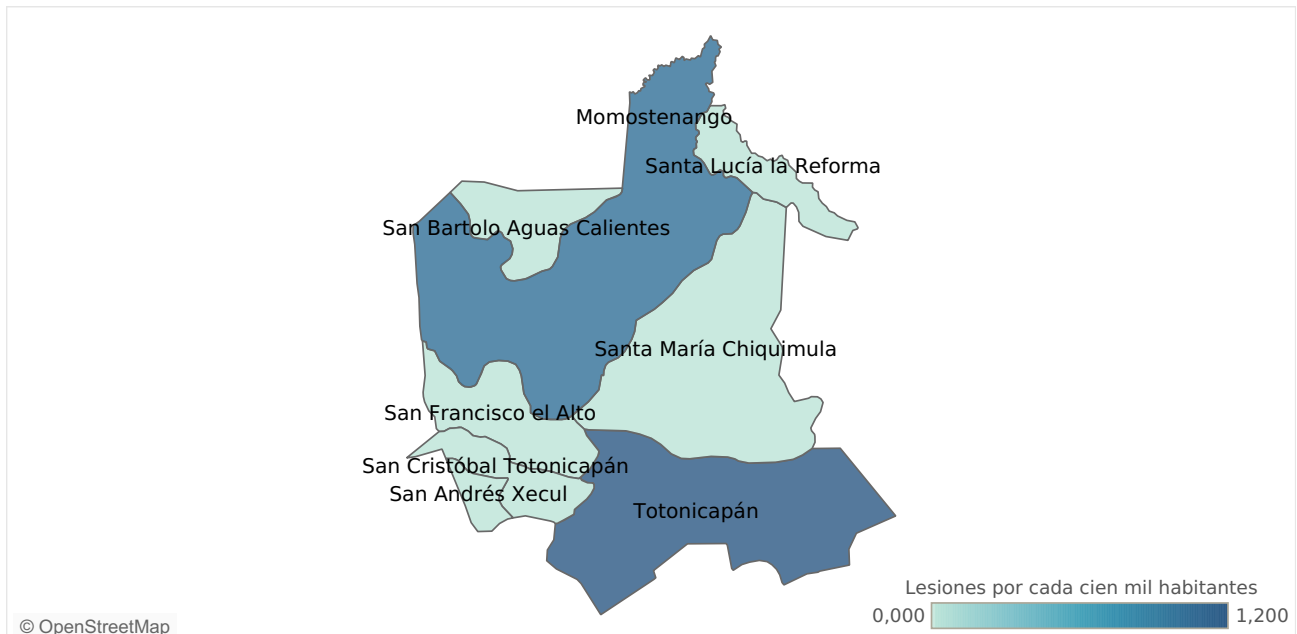 Momostenango
Santa Lucía la Reforma
San Bartolo Aguas Calientes
Santa María Chiquimula
San Francisco el Alto
San Cristóbal Totonicapán
San Andrés Xecul
Totonicapán
Lesiones por cada cien mil habitantes
0,000 1,200
© OpenStreetMap